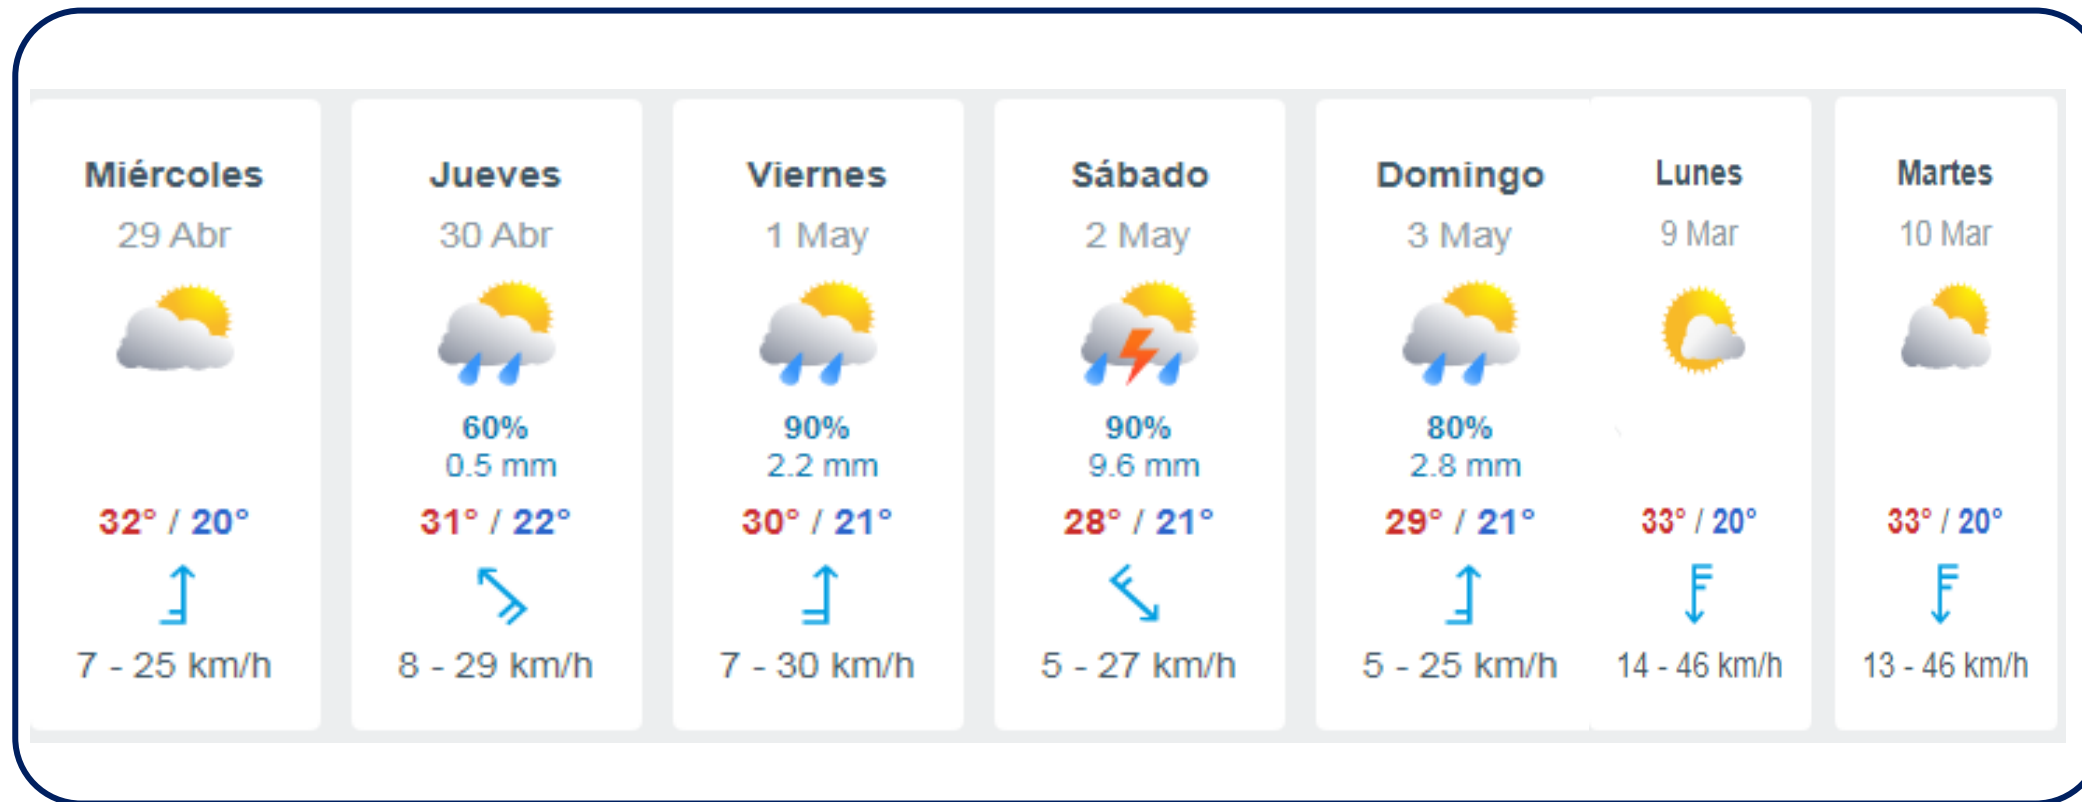 Miércoles
29 Abr
32° / 20°
7 - 25 km/h
Jueves
30 Abr
60%
0.5 mm
31° / 22°
8 - 29 km/h
Viernes
1 May
90%
2.2 mm
30° / 21°
7 - 30 km/h
Sábado
2 May
90%
9.6 mm
28° / 21°
5 - 27 km/h
Domingo
3 May
80%
2.8 mm
29° / 21°
5 - 25 km/h
Lunes
9 Mar
33° / 20°
14 - 46 km/h
Martes
10 Mar
33° / 20°
13 - 46 km/h